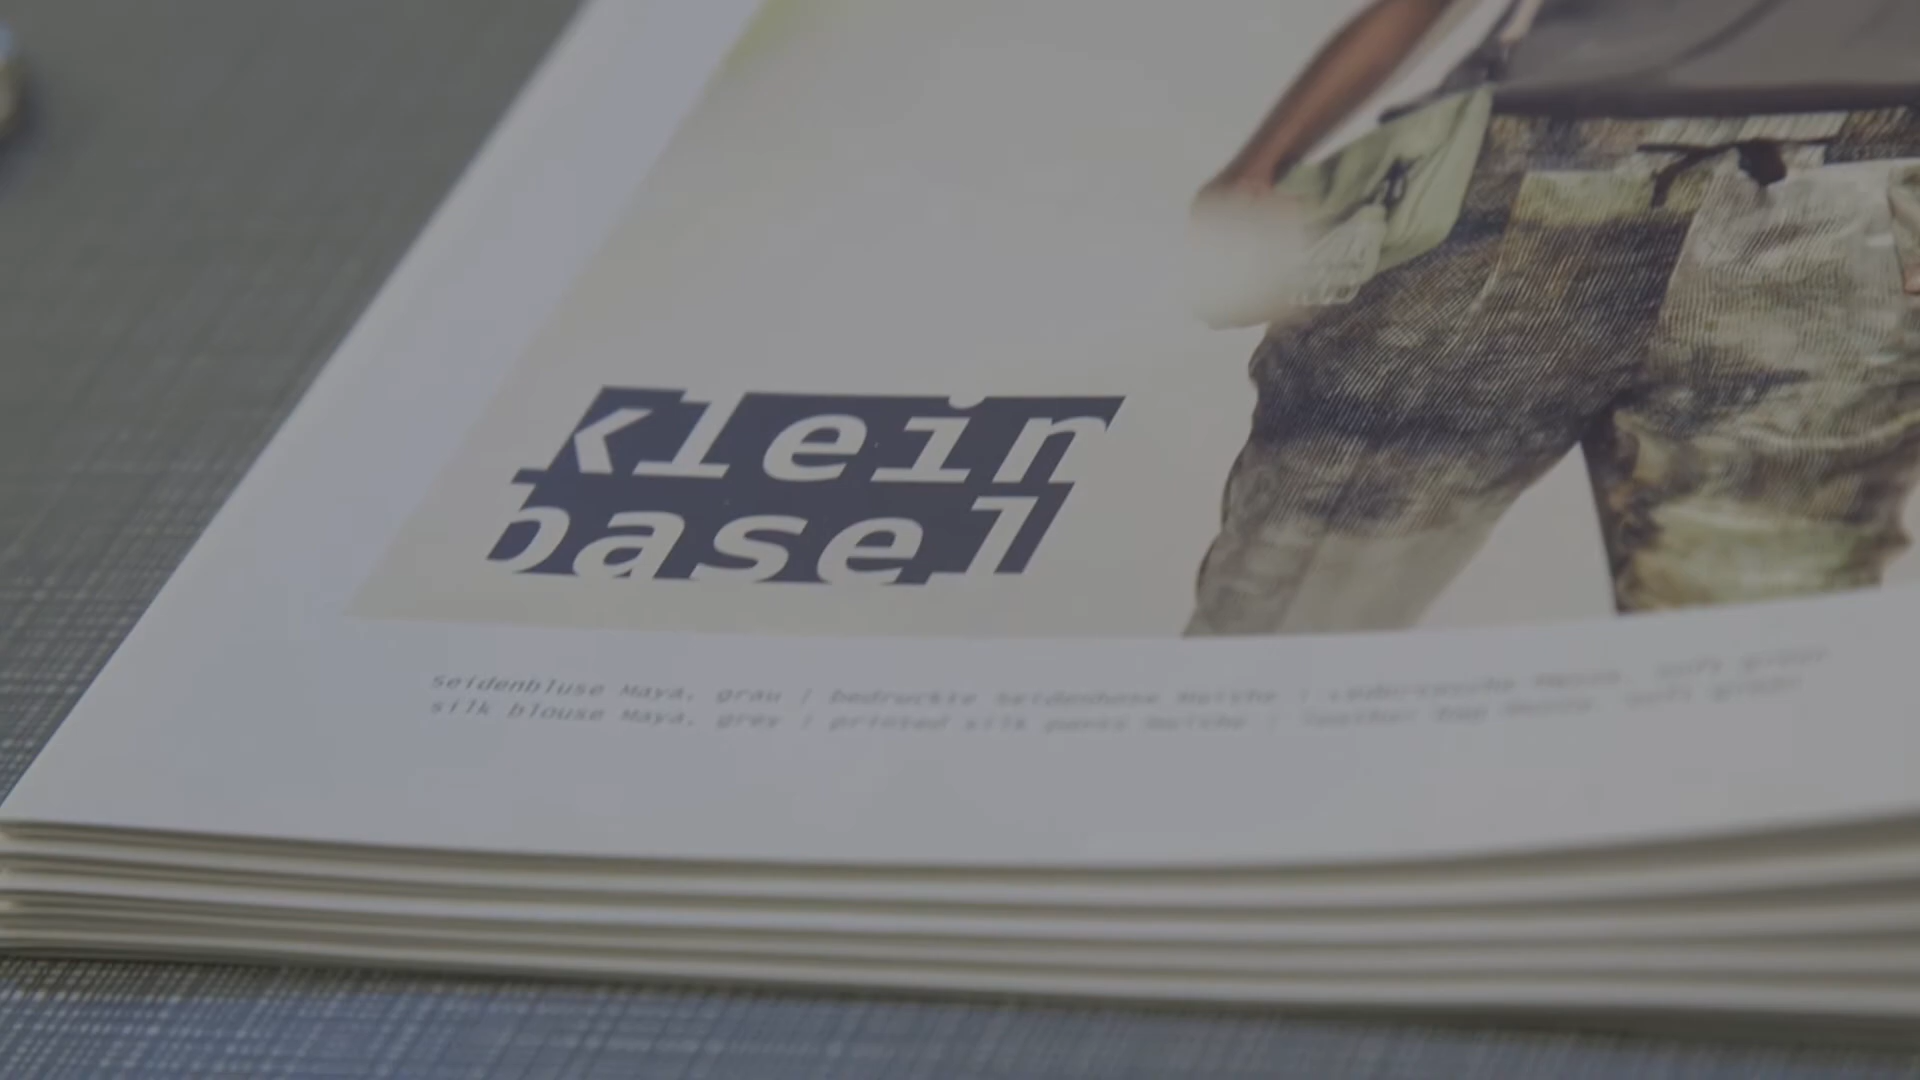 klein
basel
Seidenbluse Maya, grau | bedruckte Seidenhose
silk blouse Maya, grey | printed silk pants